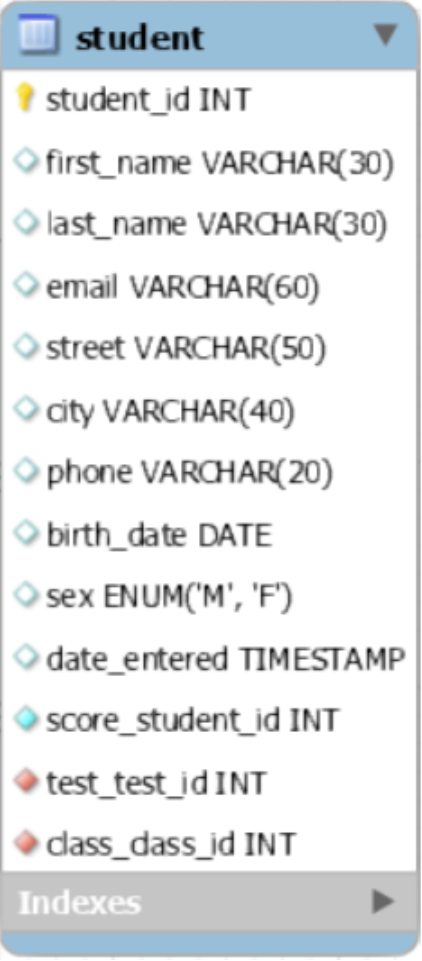 student
student_id INT
first_name VARCHAR(30)
last_name VARCHAR(30)
email VARCHAR(60)
street VARCHAR(50)
city VARCHAR(40)
phone VARCHAR(20)
birth_date DATE
sex ENUM('M', 'F')
date_entered TIMESTAMP
score_student_id INT
test_test_id INT
class_class_id INT
Indexes